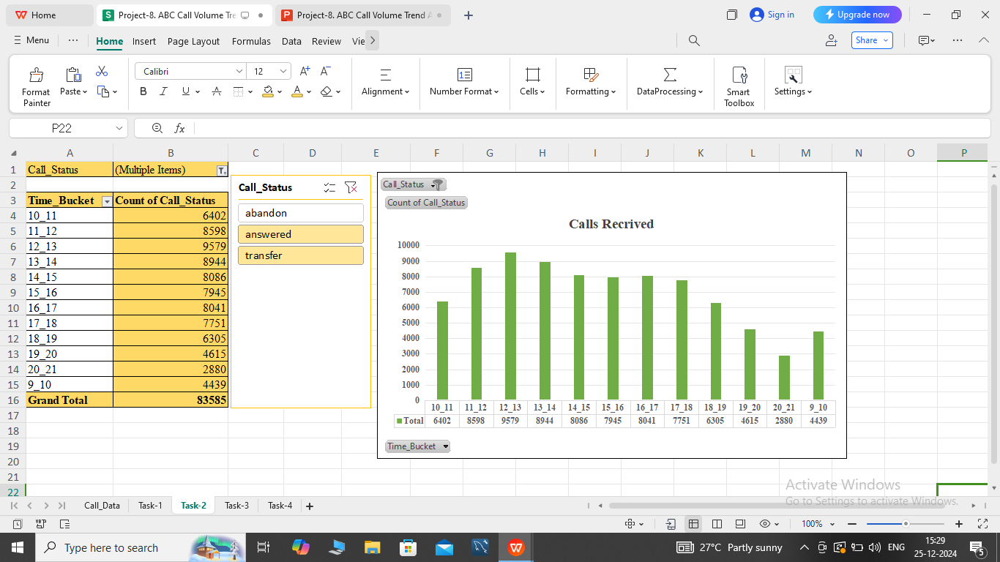 Home
Project-8. ABC Call Volume Tre
Project-8. ABC Call Volume Trend A
Sign in
Upgrade now
Menu
Home Insert Page Layout Formulas Data Review Vie
Share
Format Painter
Paste
Calibri 12
B I U A
Alignment
Number Format
Cells
Formatting
DataProcessing
Smart Toolbox
Settings
P22
fx
A B C D E F G H I J K L M N O P
1 Call_Status (Multiple Items)
2
3 Time_Bucket Count of Call_Status
4 10_11 6402
5 11_12 8598
6 12_13 9579
7 13_14 8944
8 14_15 8086
9 15_16 7945
10 16_17 8041
11 17_18 7751
12 18_19 6305
13 19_20 4615
14 20_21 2880
15 9_10 4439
16 Grand Total 83585
17
18
19
20
21
22
Call_Status
abandon
answered
transfer
Call_Status
Count of Call_Status
Calls Recrived
10000
9000
8000
7000
6000
5000
4000
3000
2000
1000
0
10_11 11_12 12_13 13_14 14_15 15_16 16_17 17_18 18_19 19_20 20_21 9_10
Total 6402 8598 9579 8944 8086 7945 8041 7751 6305 4615 2880 4439
Time_Bucket
Activate Windows
Go to Settings to activate Windows.
Call_Data Task-1 Task-2 Task-3 Task-4
100%
Type here to search
27°C Partly sunny
ENG
15:29
25-12-2024
5